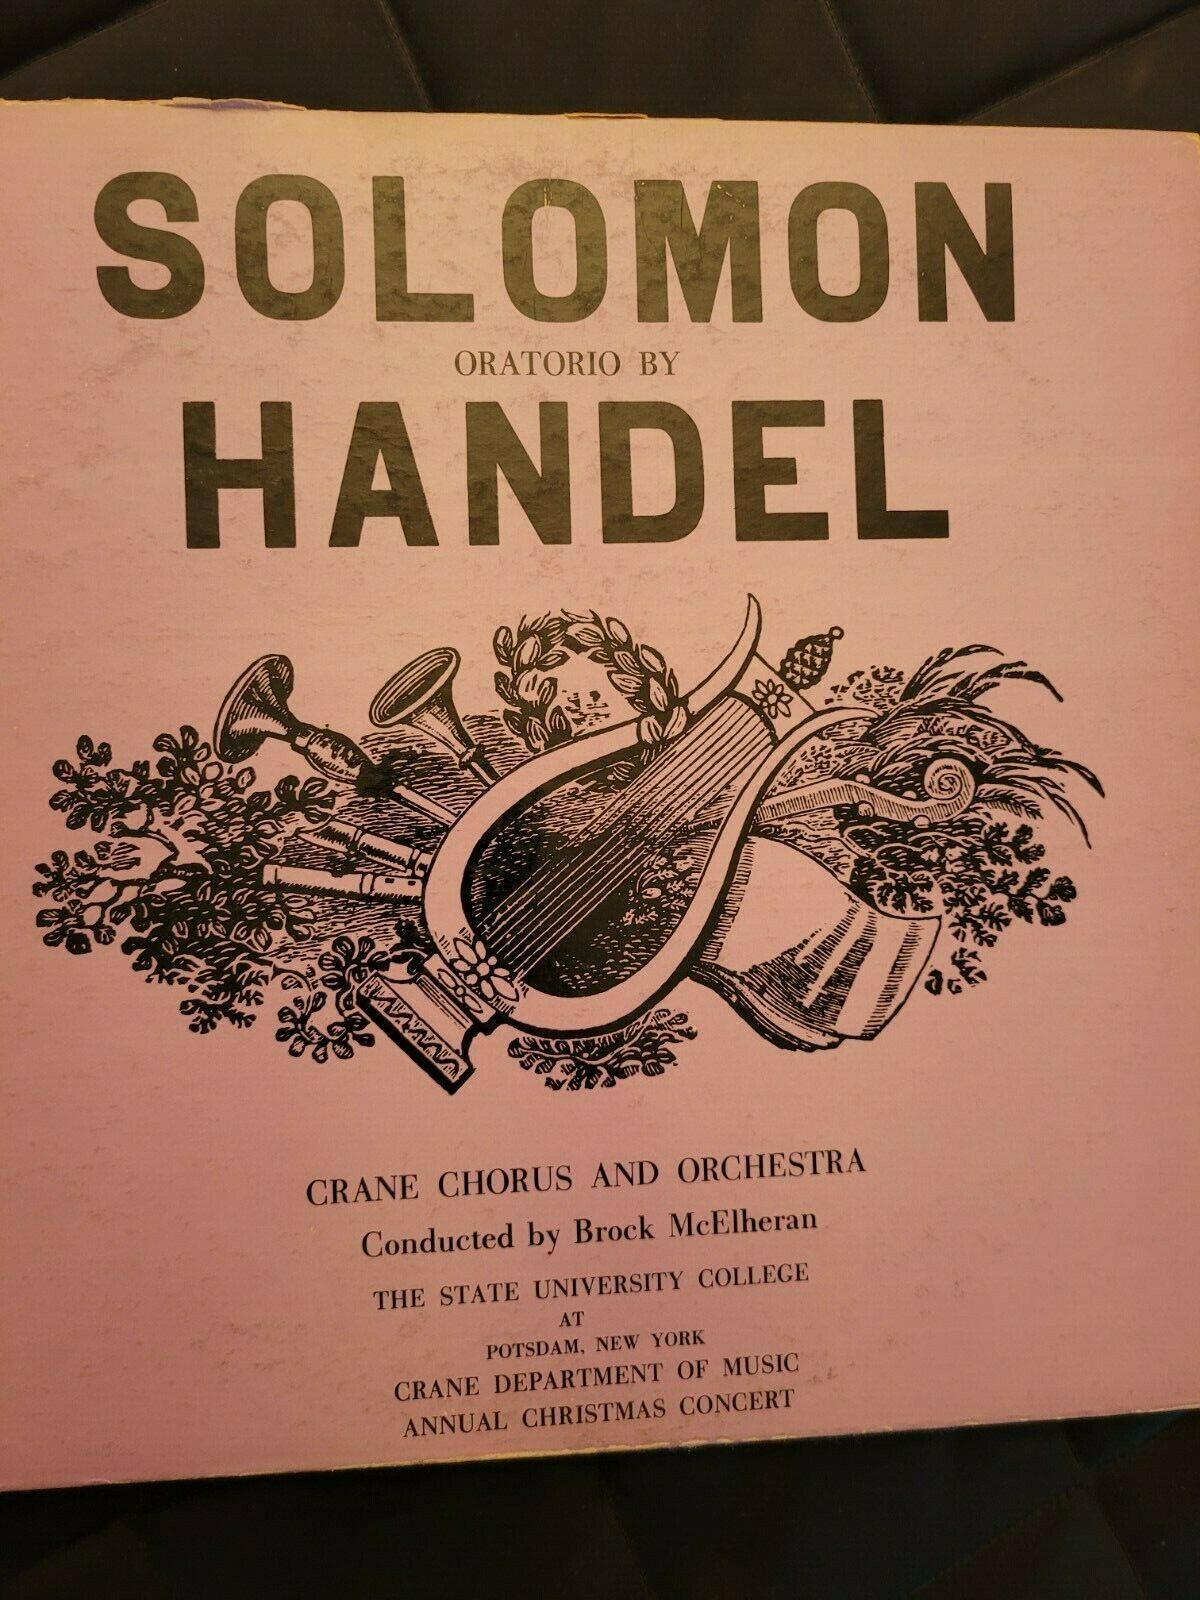 SOLOMON
ORATORIO BY
HANDEL
CRANE CHORUS AND ORCHESTRA
Conducted by Brock McElheran
THE STATE UNIVERSITY COLLEGE
AT
POTSDAM, NEW YORK
CRANE DEPARTMENT OF MUSIC
ANNUAL CHRISTMAS CONCERT